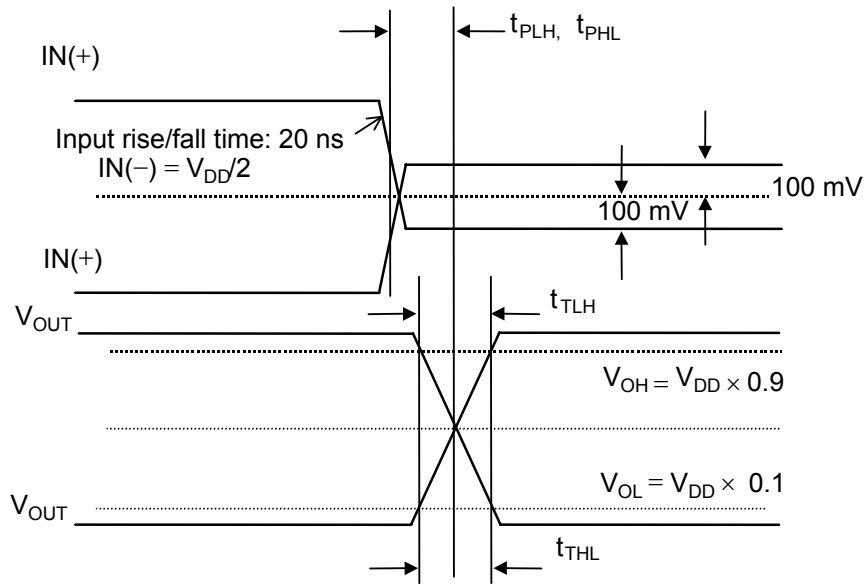 t_PLH, t_PHL
IN(+)
Input rise/fall time: 20 ns
IN(−) = V_DD/2
100 mV
100 mV
IN(+)
t_TLH
V_OUT
V_OH = V_DD × 0.9
V_OL = V_DD × 0.1
V_OUT
t_THL